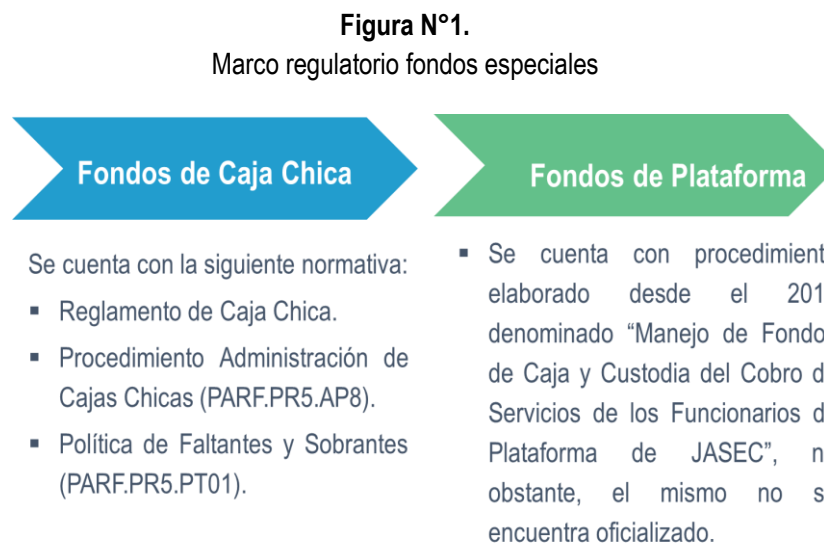 Figura N°1.
Marco regulatorio fondos especiales
Fondos de Caja Chica
Se cuenta con la siguiente normativa:
▪ Reglamento de Caja Chica.
▪ Procedimiento Administración de
Cajas Chicas (PARF.PR5.AP8).
▪ Política de Faltantes y Sobrantes
(PARF.PR5.PT01).
Fondos de Plataforma
▪ Se cuenta con procedimient
elaborado desde el 201
denominado “Manejo de Fondo
de Caja y Custodia del Cobro d
Servicios de los Funcionarios d
Plataforma de JASEC”, n
obstante, el mismo no s
encuentra oficializado.